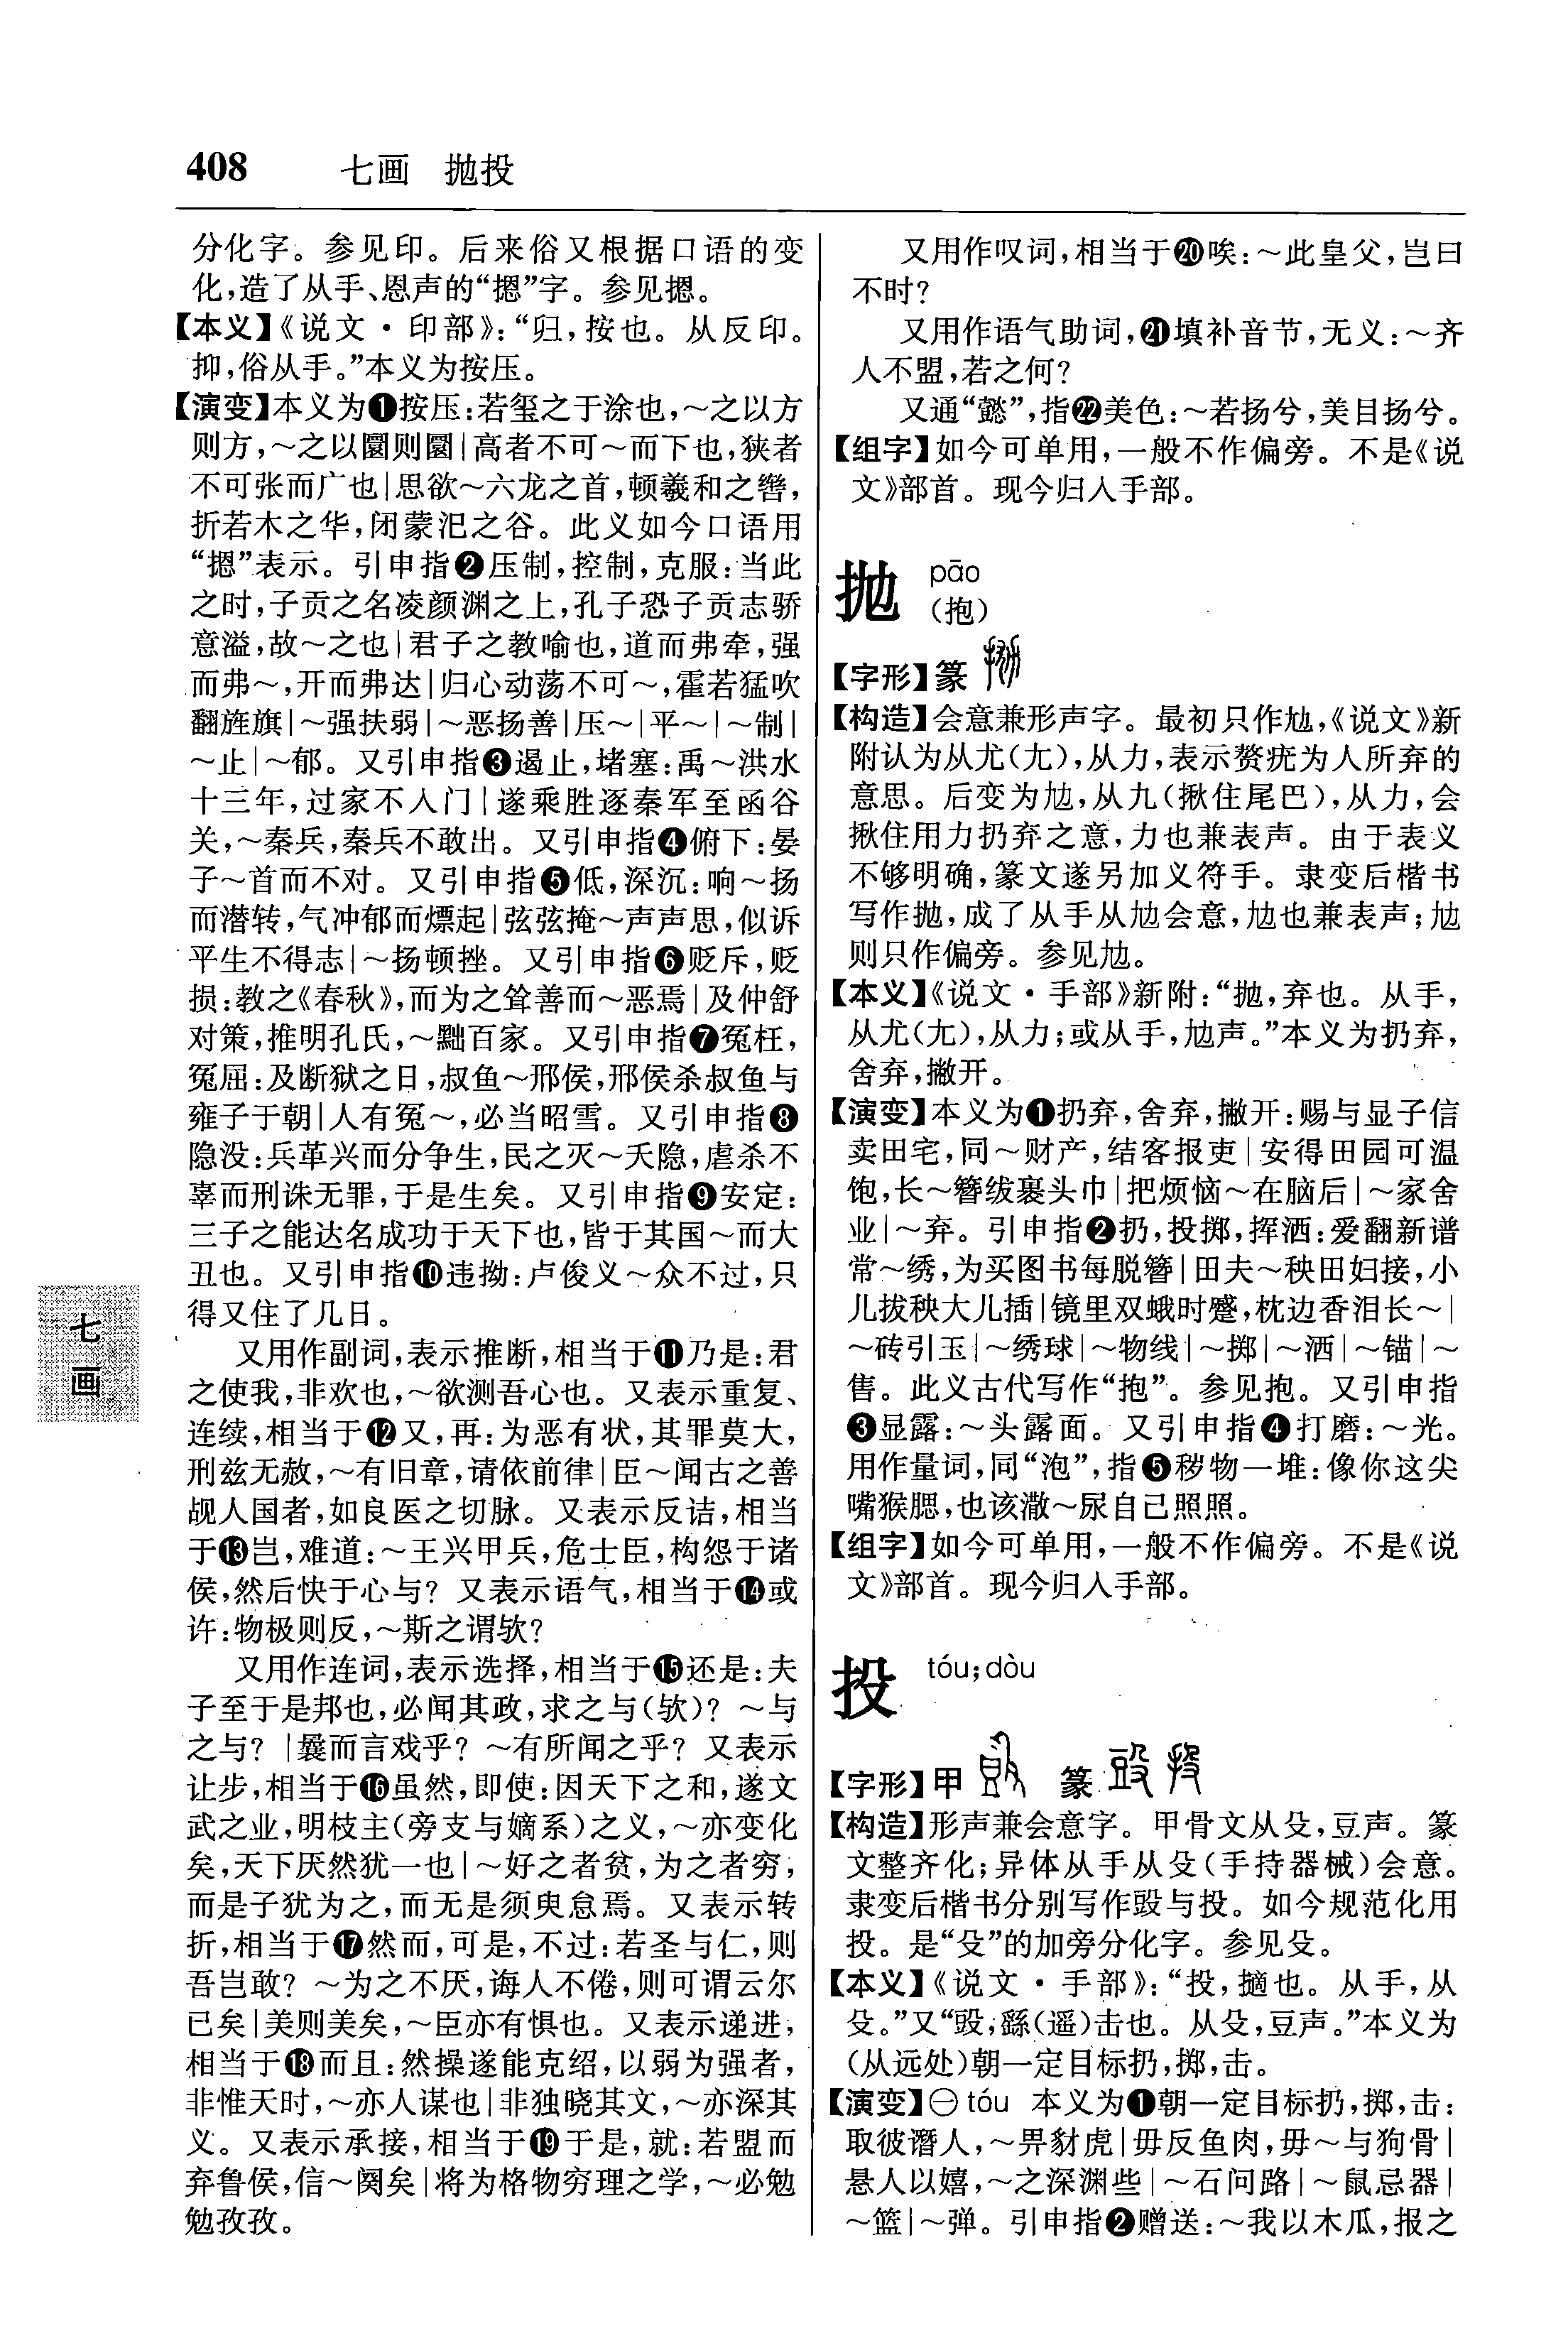 408 七画 抛投
分化字。参见印。后来俗又根据口语的变
化,造了从手、恩声的“摁”字。参见摁。
【本义】《说文·印部》:“归,按也。从反印。
抑,俗从手。”本义为按压。
【演变】本义为❶按压:若玺之于涂也,～之以方
则方,～之以圜则圜|高者不可～而下也,狭者
不可张而广也|思欲～六龙之首,顿羲和之辔,
折若木之华,闭蒙汜之谷。此义如今口语用
“摁”表示。引申指❷压制,控制,克服:当此
之时,子贡之名凌颜渊之上,孔子恐子贡志骄
意溢,故～之也|君子之教喻也,道而弗牵,强
而弗～,开而弗达|归心动荡不可～,霍若猛吹
翻旌旗|～强扶弱|～恶扬善|压～|平～|～制|
～止|～郁。又引申指❸遏止,堵塞:禹～洪水
十三年,过家不入门|遂乘胜逐秦军至函谷
关,～秦兵,秦兵不敢出。又引申指❹俯下:晏
子～首而不对。又引申指❺低,深沉:响～扬
而潜转,气冲郁而熛起|弦弦掩～声声思,似诉
平生不得志|～扬顿挫。又引申指❻贬斥,贬
损:教之《春秋》,而为之耸善而～恶焉|及仲舒
对策,推明孔氏,～黜百家。又引申指❼冤枉,
冤屈:及断狱之日,叔鱼～邢侯,邢侯杀叔鱼与
雍子于朝|人有冤～,必当昭雪。又引申指❽
隐没:兵革兴而分争生,民之灭～夭隐,虐杀不
辜而刑诛无罪,于是生矣。又引申指❾安定:
三子之能达名成功于天下也,皆于其国～而大
丑也。又引申指❿违拗:卢俊义～众不过,只
得又住了几日。
又用作副词,表示推断,相当于⓫乃是:君
之使我,非欢也,～欲测吾心也。又表示重复、
连续,相当于⓬又,再:为恶有状,其罪莫大,
刑兹无赦,～有旧章,请依前律|臣～闻古之善
觇人国者,如良医之切脉。又表示反诘,相当
于⓭岂,难道:～王兴甲兵,危士臣,构怨于诸
侯,然后快于心与?又表示语气,相当于⓮或
许:物极则反,～斯之谓欤?
又用作连词,表示选择,相当于⓯还是:夫
子至于是邦也,必闻其政,求之与(欤)?～与
之与?|曩而言戏乎?～有所闻之乎?又表示
让步,相当于⓰虽然,即使:因天下之和,遂文
武之业,明枝主(旁支与嫡系)之义,～亦变化
矣,天下厌然犹一也|～好之者贫,为之者穷,
而是子犹为之,而无是须臾怠焉。又表示转
折,相当于⓱然而,可是,不过:若圣与仁,则
吾岂敢?～为之不厌,诲人不倦,则可谓云尔
已矣|美则美矣,～臣亦有惧也。又表示递进,
相当于⓲而且:然操遂能克绍,以弱为强者,
非惟天时,～亦人谋也|非独晓其文,～亦深其
义。又表示承接,相当于⓳于是,就:若盟而
弃鲁侯,信～阕矣|将为格物穷理之学,～必勉
勉孜孜。
又用作叹词,相当于⓴唉:～此皇父,岂曰
不时?
又用作语气助词,㉑填补音节,无义:～齐
人不盟,若之何?
又通“懿”,指㉒美色:～若扬兮,美目扬兮。
【组字】如今可单用,一般不作偏旁。不是《说
文》部首。现今归入手部。
抛 pāo
(抱)
【字形】篆
【构造】会意兼形声字。最初只作尥,《说文》新
附认为从尤(尢),从力,表示赘疣为人所弃的
意思。后变为旭,从九(揪住尾巴),从力,会
揪住用力扔弃之意,力也兼表声。由于表义
不够明确,篆文遂另加义符手。隶变后楷书
写作抛,成了从手从㔠会意,㔠也兼表声;㔠
则只作偏旁。参见㔠。
【本义】《说文·手部》新附:“抛,弃也。从手,
从尤(尢),从力;或从手,㔠声。”本义为扔弃,
舍弃,撇开。
【演变】本义为❶扔弃,舍弃,撇开:赐与显子信
卖田宅,同～财产,结客报吏|安得田园可温
饱,长～簪绂裹头巾|把烦恼～在脑后|～家舍
业|～弃。引申指❷扔,投掷,挥洒:爱翻新谱
常～绣,为买图书每脱簪|田夫～秧田妇接,小
儿拔秧大儿插|镜里双蛾时蹙,枕边香泪长～|
～砖引玉|～绣球|～物线|～掷|～洒|～锚|～
售。此义古代写作“抱”。参见抱。又引申指
❸显露:～头露面。又引申指❹打磨:～光。
用作量词,同“泡”,指❺秽物一堆:像你这尖
嘴猴腮,也该溦～尿自己照照。
【组字】如今可单用,一般不作偏旁。不是《说
文》部首。现今归入手部。
投 tóu;dòu
【字形】甲 篆
【构造】形声兼会意字。甲骨文从殳,豆声。篆
文整齐化;异体从手从殳(手持器械)会意。
隶变后楷书分别写作毀与投。如今规范化用
投。是“殳”的加旁分化字。参见殳。
【本义】《说文·手部》:“投,擿也。从手,从
殳。”又“㱾,繇(遥)击也。从殳,豆声。”本义为
(从远处)朝一定目标扔,掷,击。
【演变】㊀tóu 本义为❶朝一定目标扔,掷,击:
取彼谮人,～畀豺虎|毋反鱼肉,毋～与狗骨|
悬人以嬉,～之深渊些|～石问路|～鼠忌器|
～篮|～弹。引申指❷赠送:～我以木瓜,报之
七
画